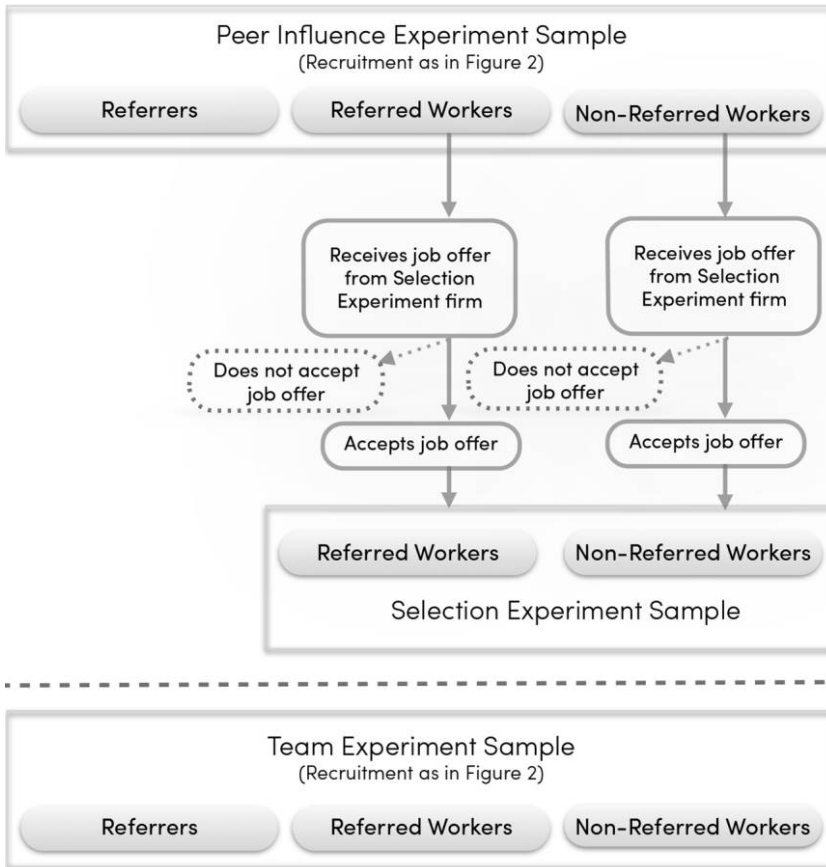 Peer Influence Experiment Sample
(Recruitment as in Figure 2)
Referrers
Referred Workers
Non-Referred Workers
Receives job offer
from Selection
Experiment firm
Receives job offer
from Selection
Experiment firm
Does not accept
job offer
Does not accept
job offer
Accepts job offer
Accepts job offer
Referred Workers
Non-Referred Workers
Selection Experiment Sample
Team Experiment Sample
(Recruitment as in Figure 2)
Referrers
Referred Workers
Non-Referred Workers